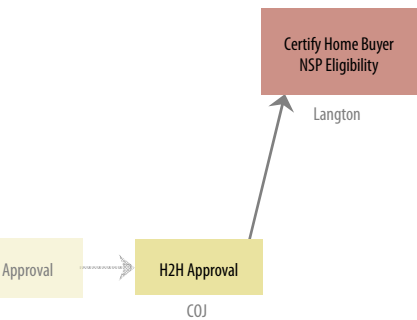 Certify Home Buyer
NSP Eligibility
Langton
Approval
H2H Approval
COJ